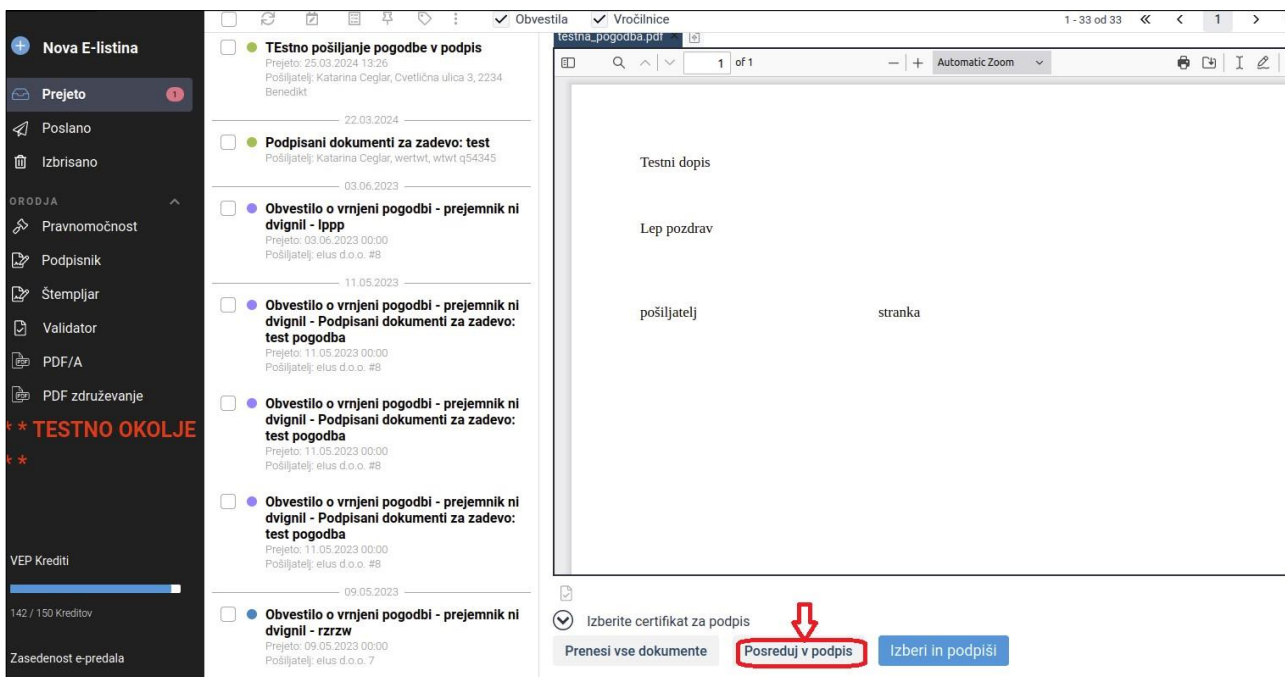 Nova E-listina
Prejeto 1
Poslano
Izbrisano
ORODJA
Pravnomočnost
Podpisnik
Štempljar
Validator
PDF/A
PDF združevanje
* * TESTNO OKOLJE
* *
VEP Krediti
142 / 150 Kreditov
Zasedenost e-predala
Obvestila Vročilnice 1 - 33 od 33 1
TEstno pošiljanje pogodbe v podpis
Prejeto: 25.03.2024 13:26
Pošiljatelj: Katarina Ceglar, Cvetlična ulica 3, 2234
Benedikt
22.03.2024
Podpisani dokumenti za zadevo: test
Pošiljatelj: Katarina Ceglar, wertwt, wtwt q54345
03.06.2023
Obvestilo o vrnjeni pogodbi - prejemnik ni
dvignil - lppp
Prejeto: 03.06.2023 00:00
Pošiljatelj: elus d.o.o. #8
11.05.2023
Obvestilo o vrnjeni pogodbi - prejemnik ni
dvignil - Podpisani dokumenti za zadevo:
test pogodba
Prejeto: 11.05.2023 00:00
Pošiljatelj: elus d.o.o. #8
Obvestilo o vrnjeni pogodbi - prejemnik ni
dvignil - Podpisani dokumenti za zadevo:
test pogodba
Prejeto: 11.05.2023 00:00
Pošiljatelj: elus d.o.o. #8
Obvestilo o vrnjeni pogodbi - prejemnik ni
dvignil - Podpisani dokumenti za zadevo:
test pogodba
Prejeto: 11.05.2023 00:00
Pošiljatelj: elus d.o.o. #8
09.05.2023
Obvestilo o vrnjeni pogodbi - prejemnik ni
dvignil - rzrzw
Prejeto: 09.05.2023 00:00
Pošiljatelj: elus d.o.o. 7
testna_pogodba.pdf
1 of 1 Automatic Zoom
Testni dopis
Lep pozdrav
pošiljatelj stranka
Izberite certifikat za podpis
Prenesi vse dokumente Posreduj v podpis Izberi in podpiši